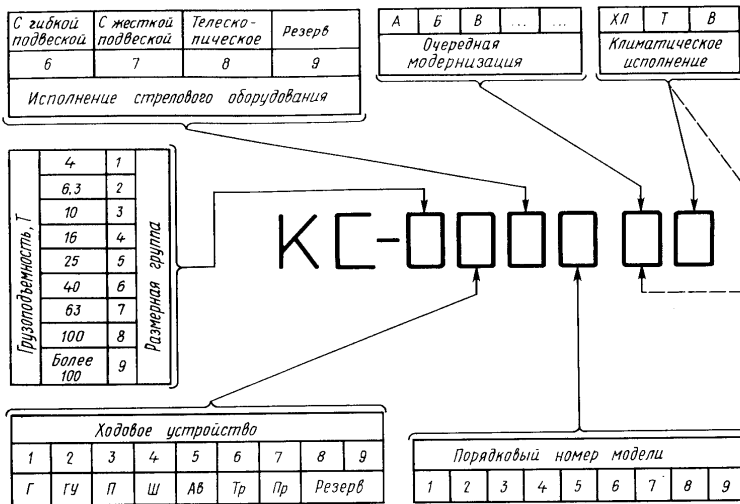 С гибкой подвеской С жесткой подвеской Телеско- пическое Резерв
6 7 8 9
Исполнение стрелового оборудования
А Б В ... ...
Очередная
модернизация
ХЛ Т В
Климатическое
исполнение
Грузоподъемность, Т
4 1
6,3 2
10 3
16 4
25 5
40 6
63 7
100 8
Более 100 9
Размерная группа
КС-
Ходовое устройство
1 2 3 4 5 6 7 8 9
Г ГУ П Ш АВ Тр Пр Резерв
Порядковый номер модели
1 2 3 4 5 6 7 8 9